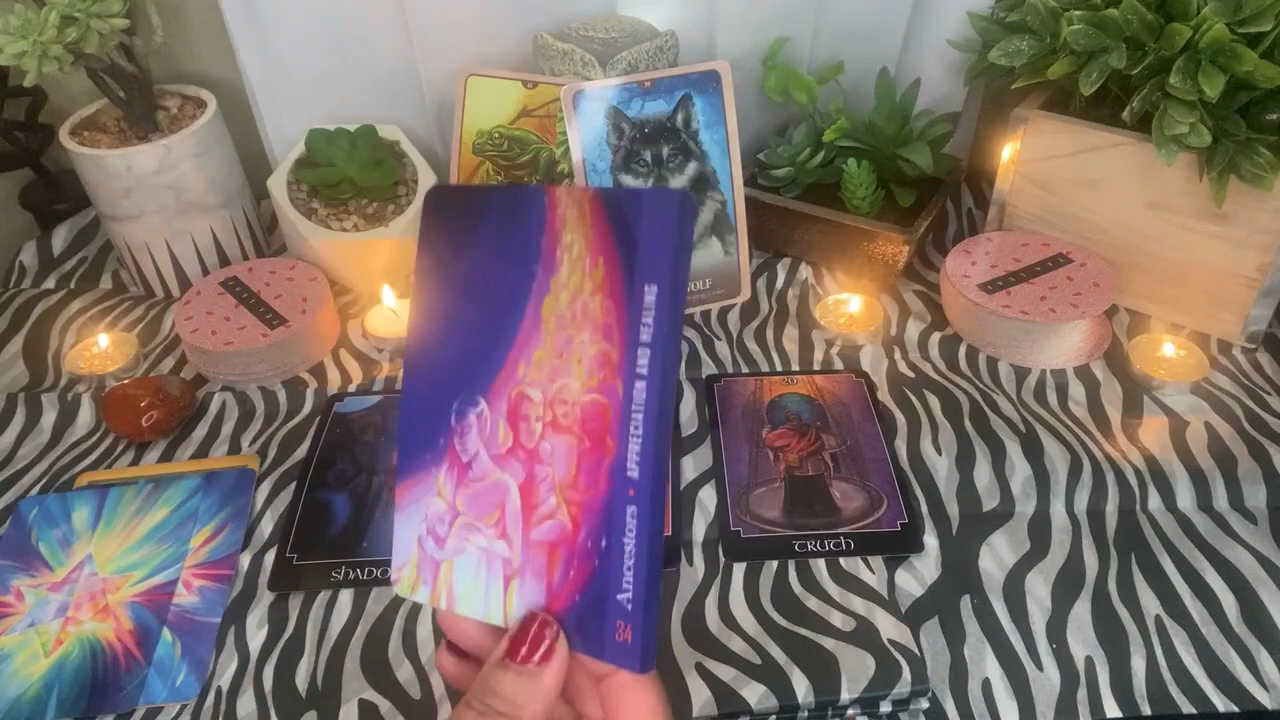 WOLF
20
TRUTH
SHADO
Ancestors • APPRECIATION AND HEALING
34